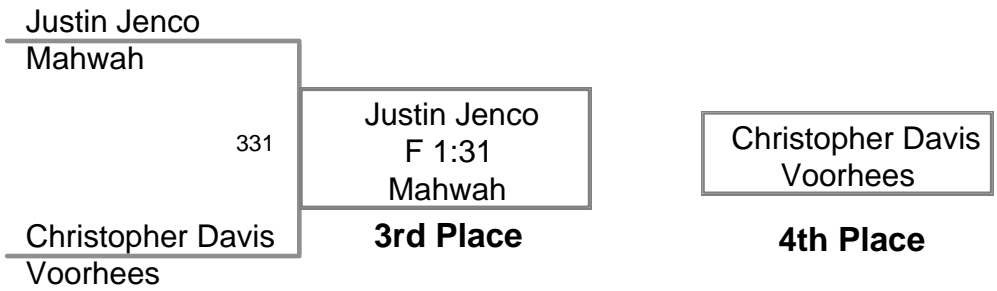 Justin Jenco
Mahwah
331
Christopher Davis
Voorhees
Justin Jenco
F 1:31
Mahwah
3rd Place
Christopher Davis
Voorhees
4th Place